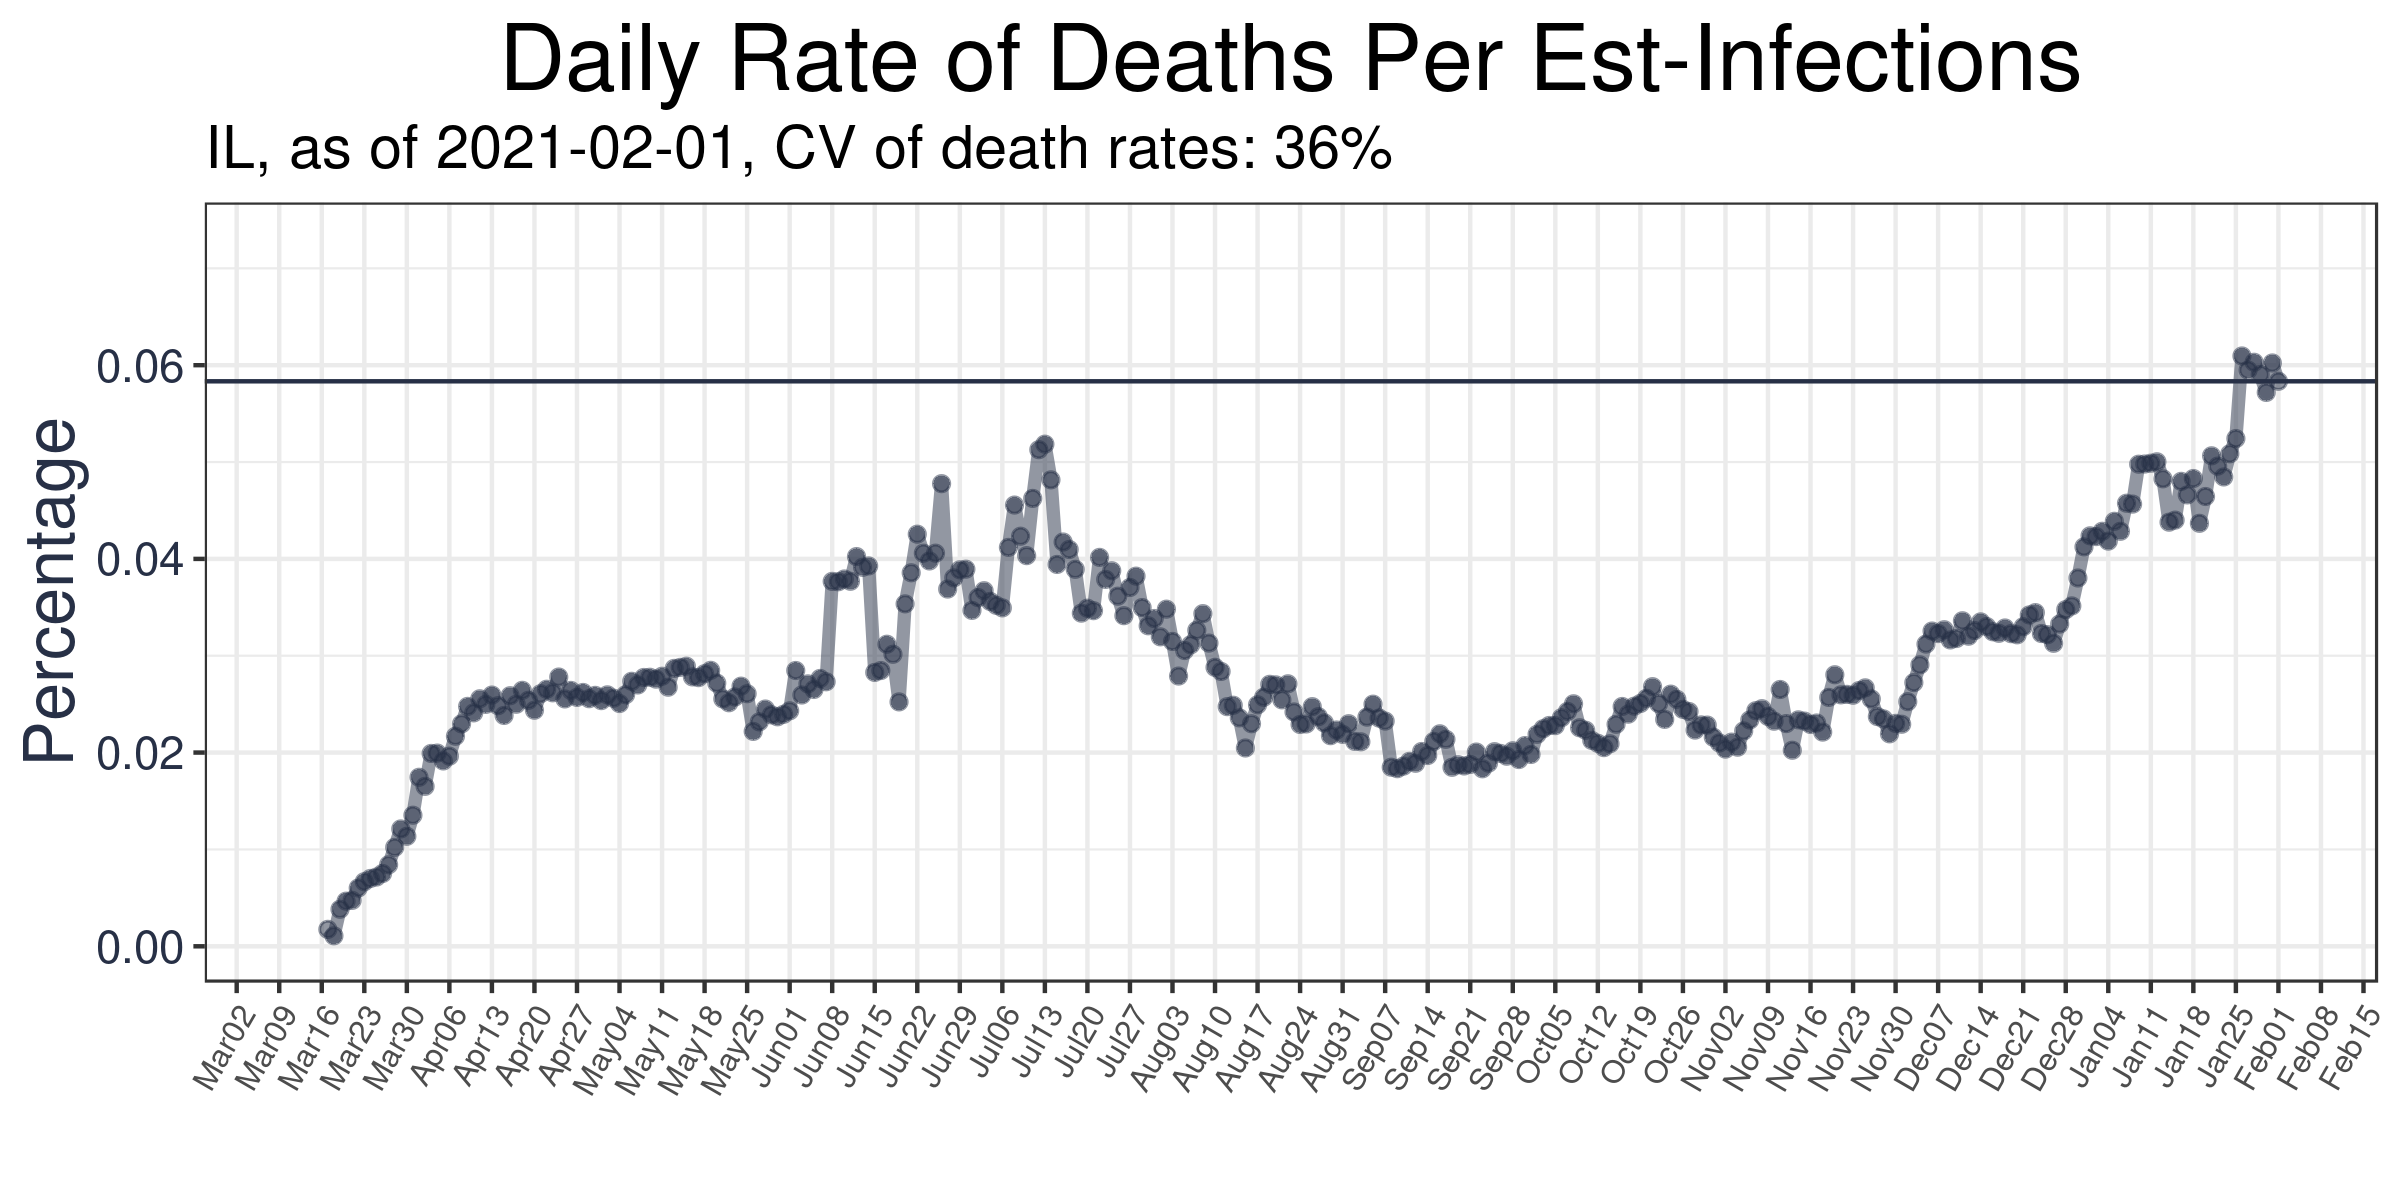 Daily Rate of Deaths Per Est-Infections
IL, as of 2021-02-01, CV of death rates: 36%
Percentage
0.06
0.04
0.02
0.00
Mar02 Mar09 Mar16 Mar23 Mar30 Apr06 Apr13 Apr20 Apr27 May04 May11 May18 May25 Jun01 Jun08 Jun15 Jun22 Jun29 Jul06 Jul13 Jul20 Jul27 Aug03 Aug10 Aug17 Aug24 Aug31 Sep07 Sep14 Sep21 Sep28 Oct05 Oct12 Oct19 Oct26 Nov02 Nov09 Nov16 Nov23 Nov30 Dec07 Dec14 Dec21 Dec28 Jan04 Jan11 Jan18 Jan25 Feb01 Feb08 Feb15